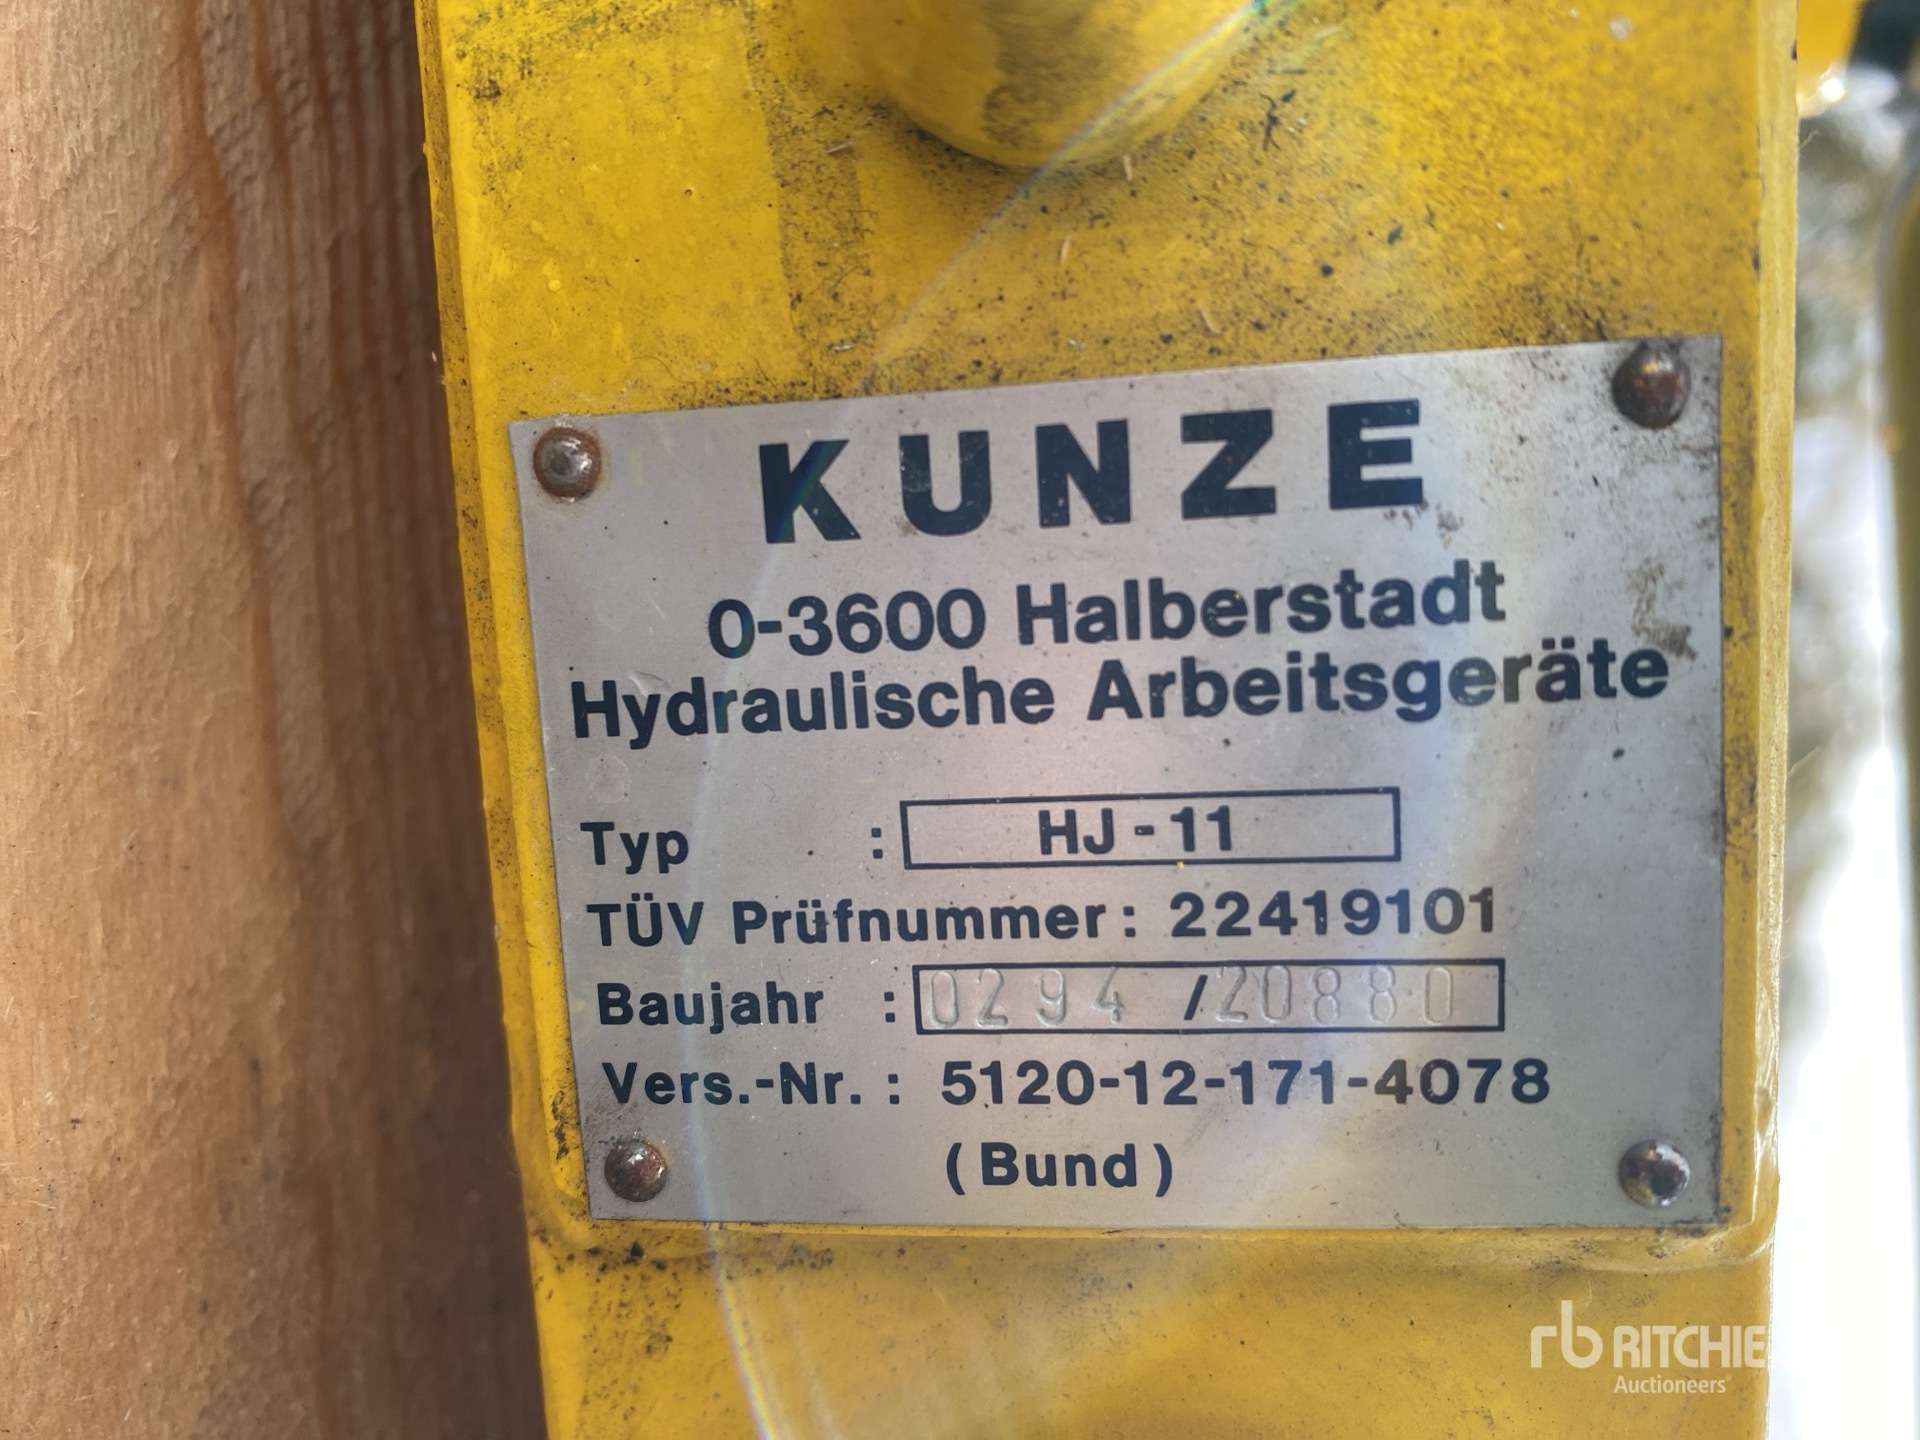 KUNZE
0-3600 Halberstadt
Hydraulische Arbeitsgeräte
Typ : HJ-11
TÜV Prüfnummer: 22419101
Baujahr : 0294 / 20880
Vers.-Nr. : 5120-12-171-4078
(Bund)
rb RITCHIE
Auctioneers